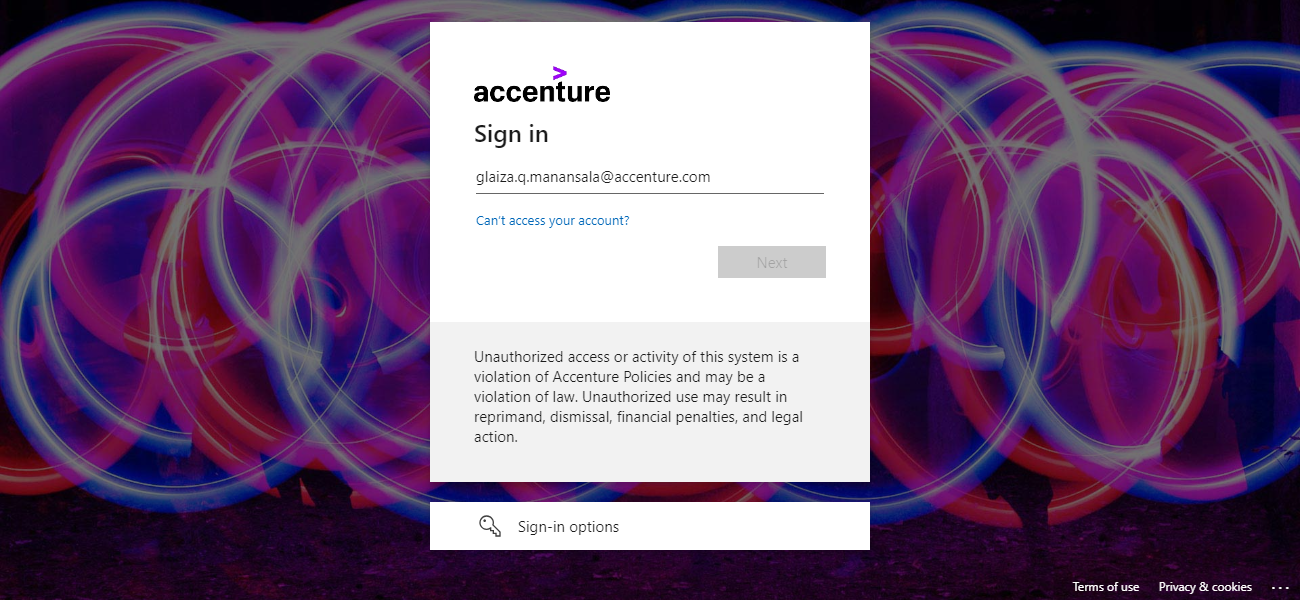 accenture
Sign in
glaiza.q.manansala@accenture.com
Can't access your account?
Next
Unauthorized access or activity of this system is a
violation of Accenture Policies and may be a
violation of law. Unauthorized use may result in
reprimand, dismissal, financial penalties, and legal
action.
Sign-in options
Terms of use Privacy & cookies ...